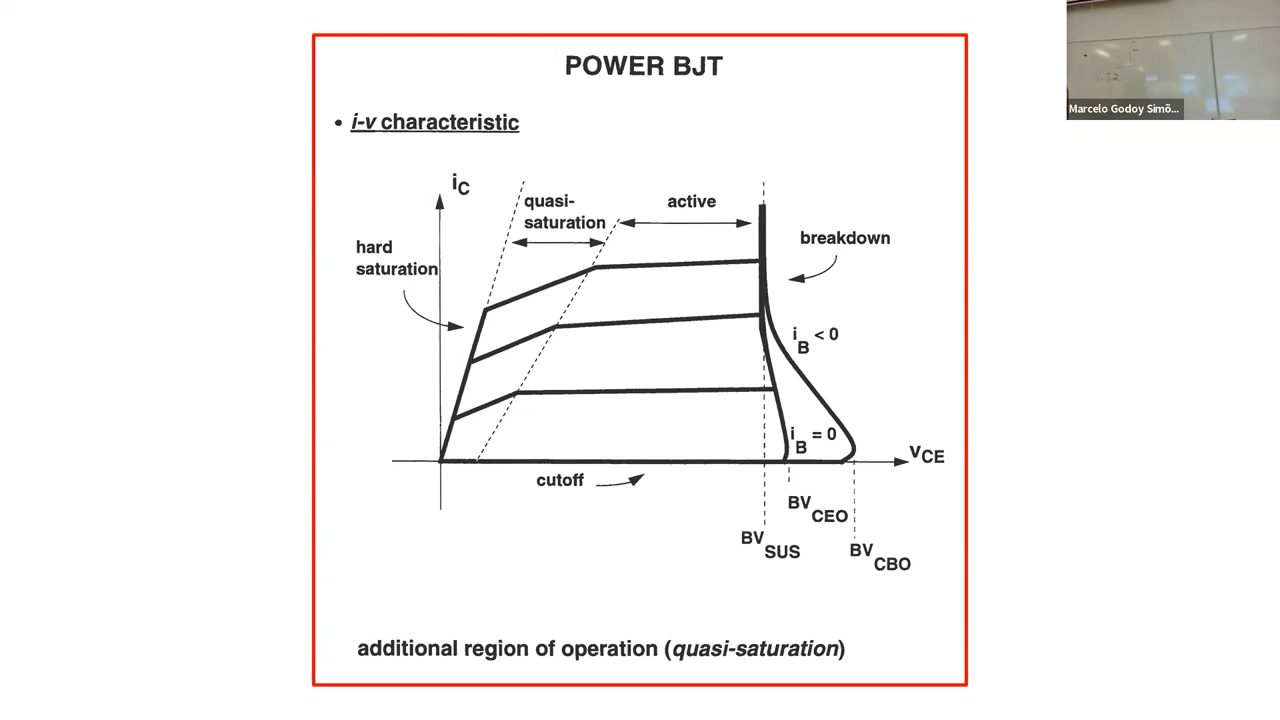 POWER BJT
• i-v characteristic
iC
quasi-
saturation
active
hard
saturation
breakdown
iB < 0
iB = 0
vCE
cutoff
BVCEO
BVSUS
BVCBO
additional region of operation (quasi-saturation)
Marcelo Godoy Simõ...